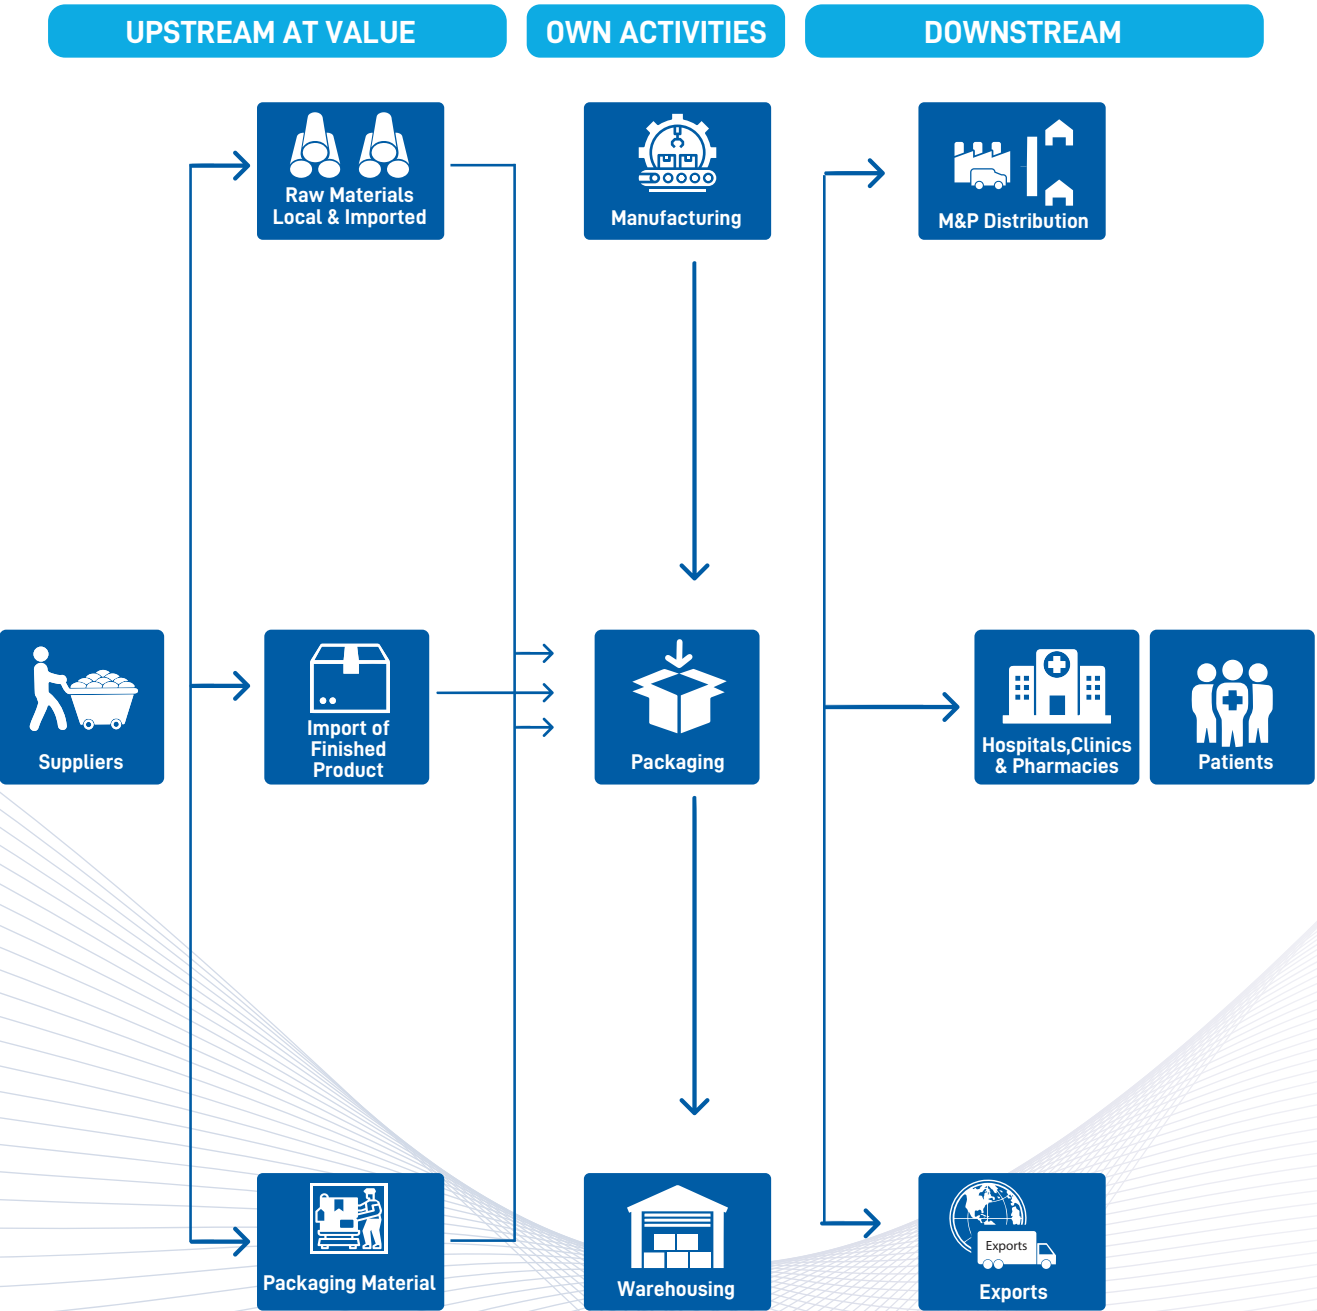 UPSTREAM AT VALUE
OWN ACTIVITIES
DOWNSTREAM
Raw Materials
Local & Imported
Manufacturing
M&P Distribution
Suppliers
Import of
Finished
Product
Packaging
Hospitals,Clinics
& Pharmacies
Patients
Packaging Material
Warehousing
Exports
Exports